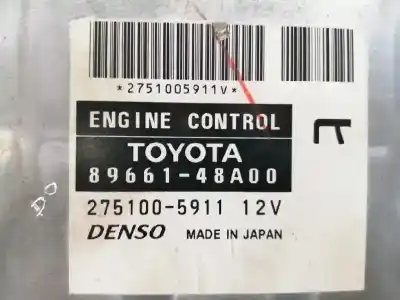 *2751005911V*
ENGINE CONTROL
TOYOTA
89661-48A00
275100-5911 12V
DENSO MADE IN JAPAN